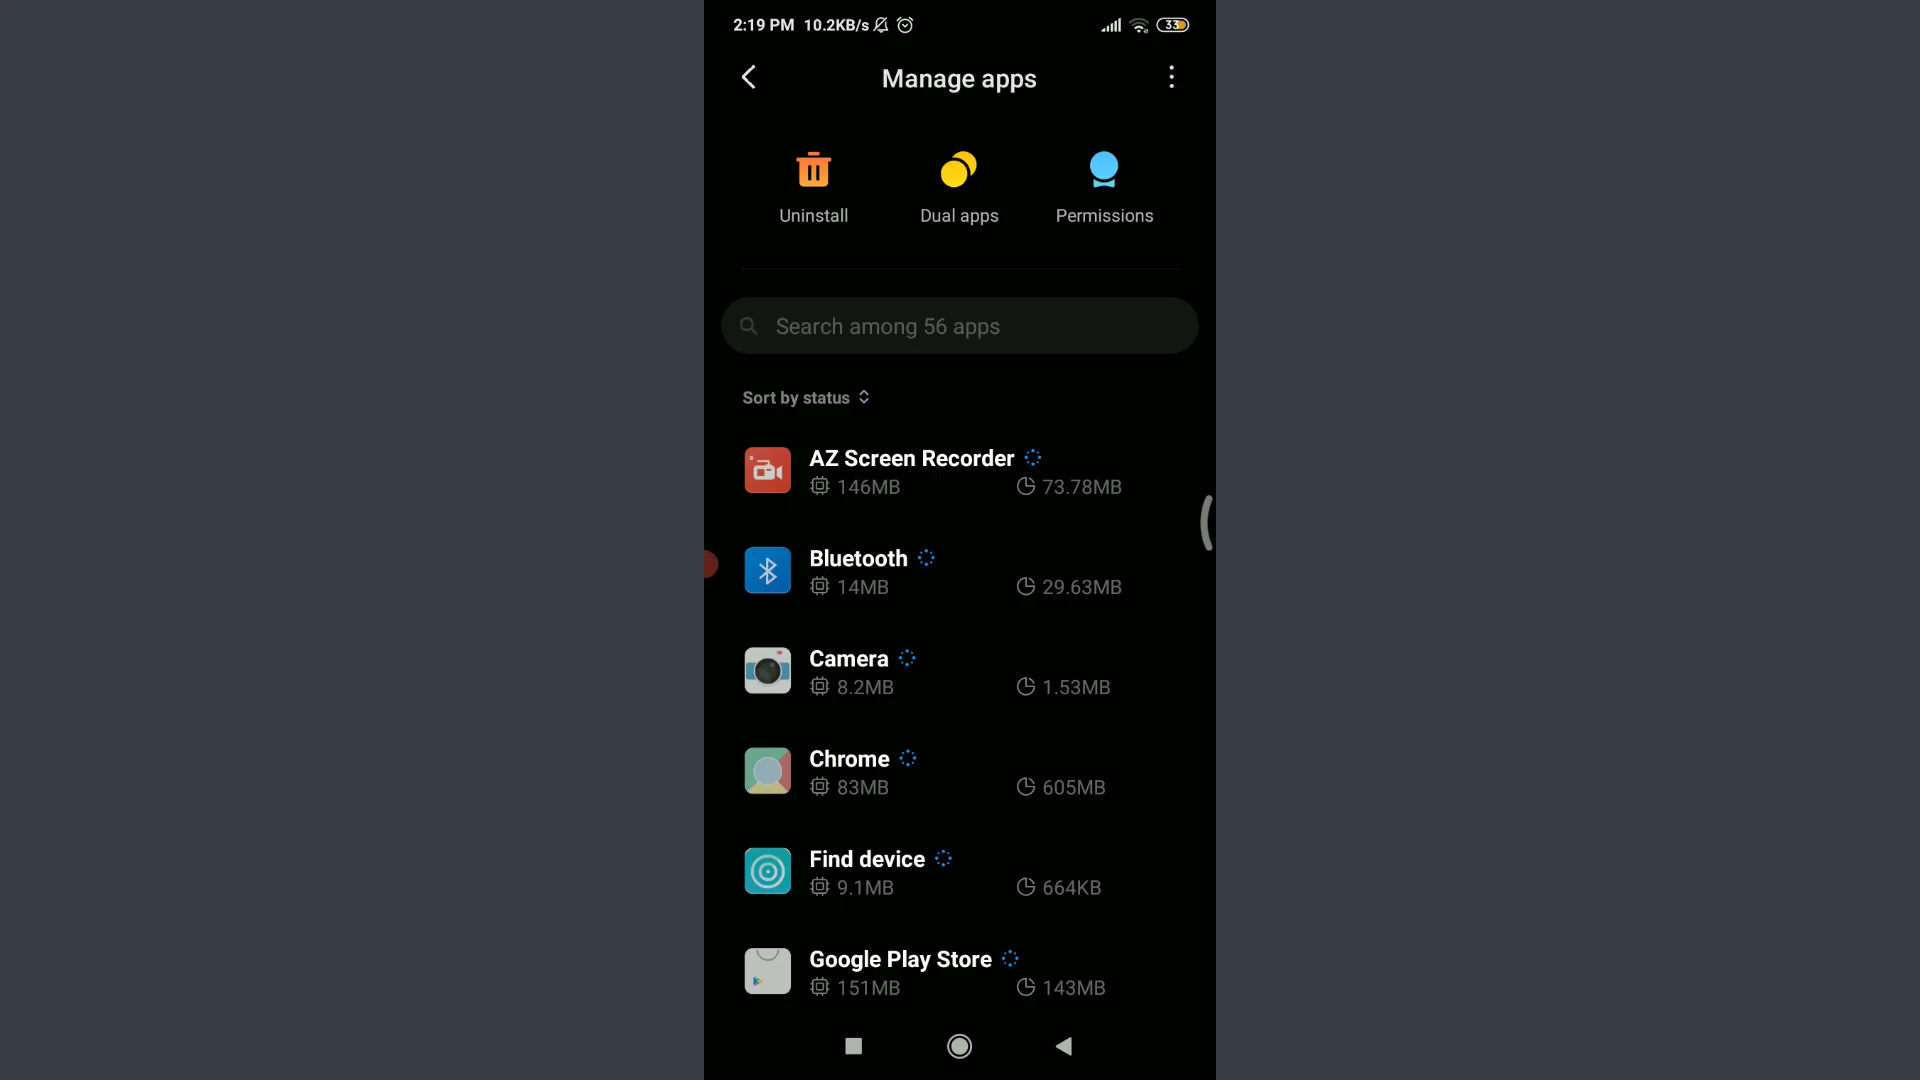 2:19 PM 10.2KB/s 33
Manage apps
Uninstall Dual apps Permissions
Search among 56 apps
Sort by status
AZ Screen Recorder
146MB 73.78MB
Bluetooth
14MB 29.63MB
Camera
8.2MB 1.53MB
Chrome
83MB 605MB
Find device
9.1MB 664KB
Google Play Store
151MB 143MB